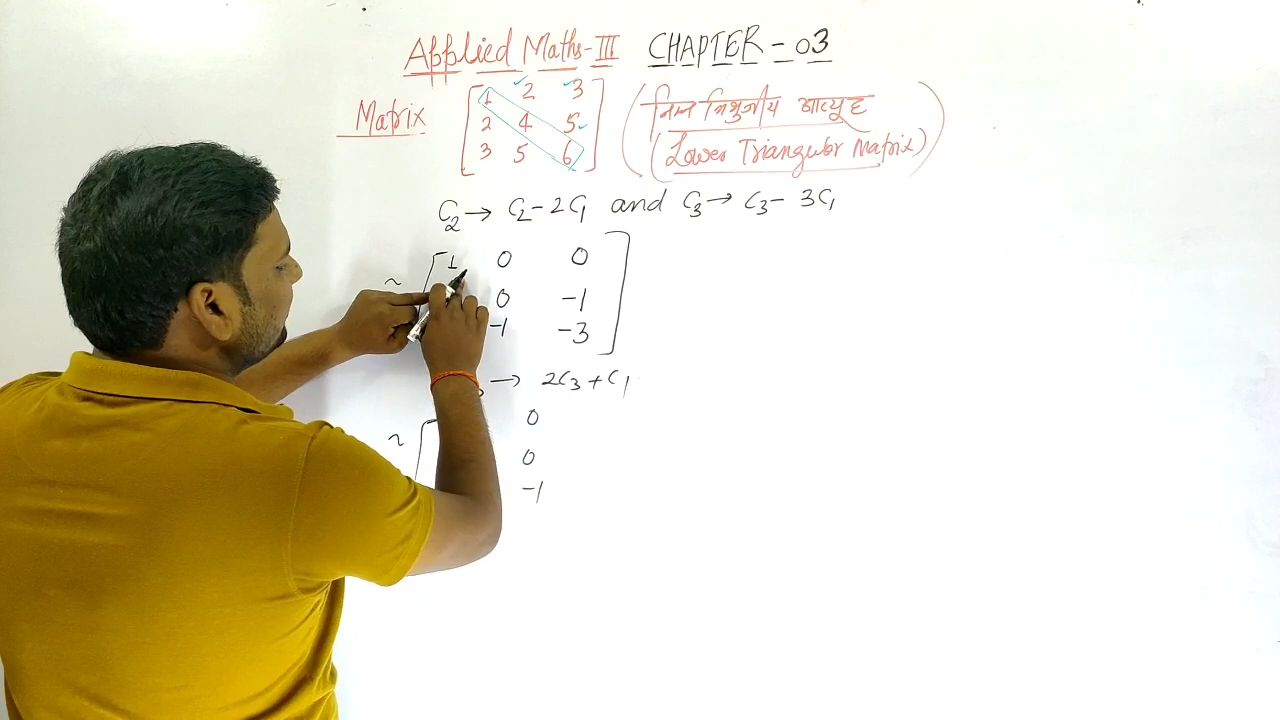 Applied Maths-III CHAPTER - 03
Matrix [1 2 3 (निम्न त्रिभुजीय आव्यूह
2 4 5
3 5 6] (Lower Triangular Matrix))
C2 → C2 - 2C1 and C3 → C3 - 3C1
~ [1 0 0
0 -1
-1 -3]
→ 2C3 + C1
~ [ 0
0
-1